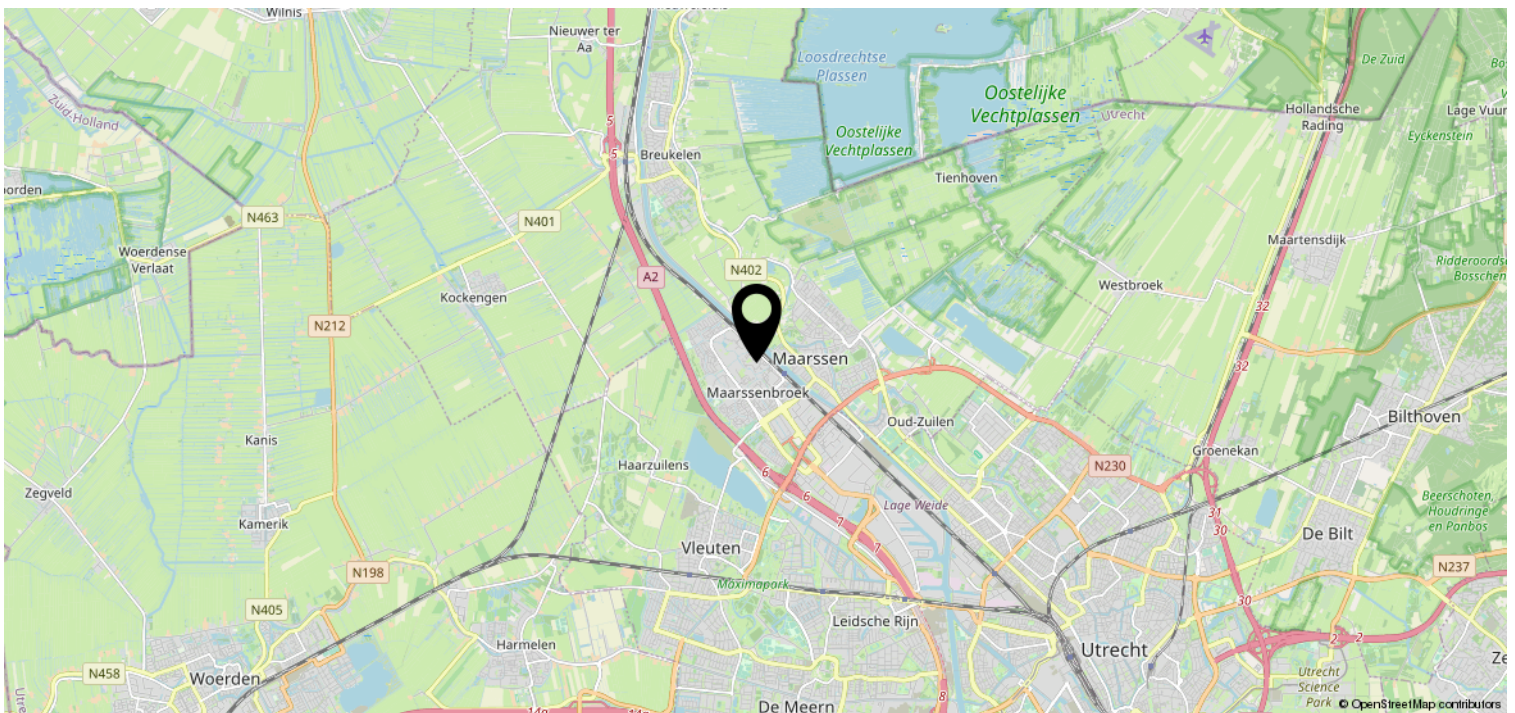 Wilnis
Nieuwer ter
Aa
Loosdrechtse
Plassen
De Zuid
Zuid-Holland
Oostelijke
Vechtplassen
Utrecht
Hollandsche
Rading
Lage Vuur
5
Eyckenstein
Oostelijke
Vechtplassen
5
Breukelen
Tienhoven
oorden
N463
N401
Woerdense
Verlaat
Maartensdijk
N402
A2
Ridderoords
Bosschen
Kockengen
Westbroek
32
N212
Maarssen
32
Maarssenbroek
Bilthoven
Oud-Zuilen
Kanis
Groenekan
Haarzuilens
N230
6
Zegveld
6
Beerschoten,
Houdringe
en Panbos
Lage Weide
31
Kamerik
7
30
De Bilt
Vleuten
7
N198
N237
Máximapark
N405
30
Leidsche Rijn
2
2
Harmelen
Utrecht
Ze
N458
Woerden
Utrecht
Science
Park
8
De Meern
© OpenStreetMap contributors